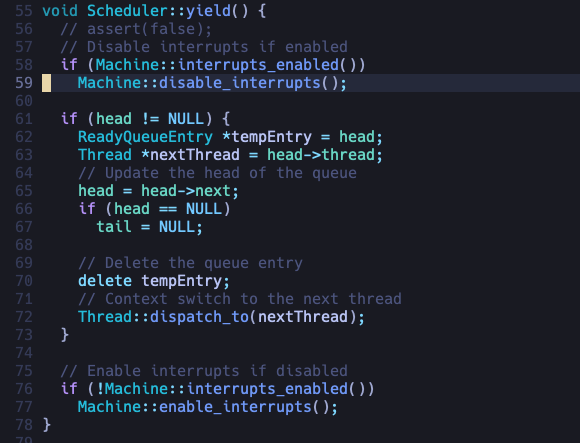 55 void Scheduler::yield() {
56   // assert(false);
57   // Disable interrupts if enabled
58   if (Machine::interrupts_enabled())
59     Machine::disable_interrupts();
60
61   if (head != NULL) {
62     ReadyQueueEntry *tempEntry = head;
63     Thread *nextThread = head->thread;
64     // Update the head of the queue
65     head = head->next;
66     if (head == NULL)
67       tail = NULL;
68
69     // Delete the queue entry
70     delete tempEntry;
71     // Context switch to the next thread
72     Thread::dispatch_to(nextThread);
73   }
74
75   // Enable interrupts if disabled
76   if (!Machine::interrupts_enabled())
77     Machine::enable_interrupts();
78 }
79